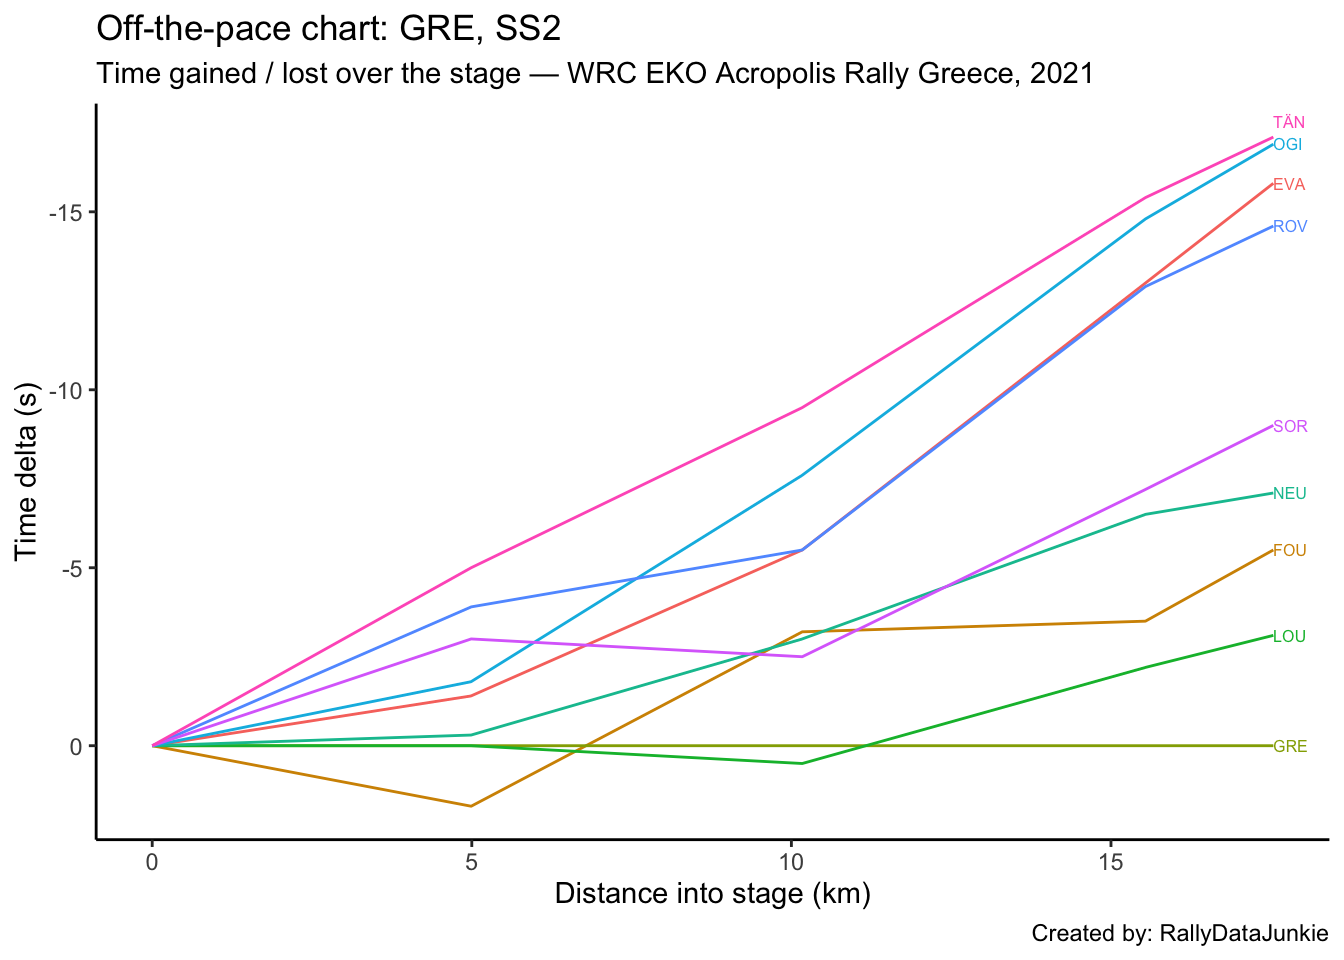 Off-the-pace chart: GRE, SS2
Time gained / lost over the stage — WRC EKO Acropolis Rally Greece, 2021
TÄN
OGI
EVA
ROV
SOR
NEU
FOU
LOU
GRE
-15
-10
-5
0
Time delta (s)
0 5 10 15
Distance into stage (km)
Created by: RallyDataJunkie